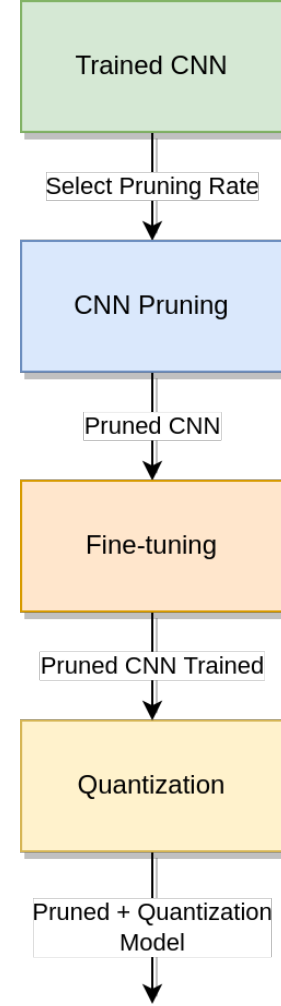 Trained CNN
Select Pruning Rate
CNN Pruning
Pruned CNN
Fine-tuning
Pruned CNN Trained
Quantization
Pruned + Quantization
Model